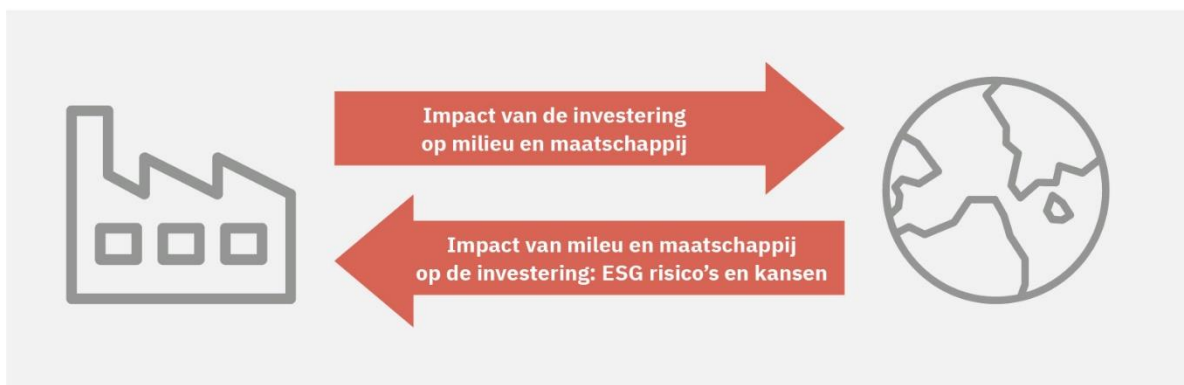 Impact van de investering
op milieu en maatschappij
Impact van mileu en maatschappij
op de investering: ESG risico's en kansen